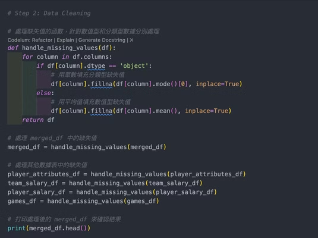 # Step 2: Data Cleaning
# 處理缺失值的函數，針對數值型和分類型數據分別處理
Codeium: Refactor | Explain | Generate Docstring | X
def handle_missing_values(df):
for column in df.columns:
if df[column].dtype == 'object':
# 用眾數填充分類型缺失值
df[column].fillna(df[column].mode()[0], inplace=True)
else:
# 用平均值填充數值型缺失值
df[column].fillna(df[column].mean(), inplace=True)
return df
# 處理 merged_df 中的缺失值
merged_df = handle_missing_values(merged_df)
# 處理其他數據表中的缺失值
player_attributes_df = handle_missing_values(player_attributes_df)
team_salary_df = handle_missing_values(team_salary_df)
player_salary_df = handle_missing_values(player_salary_df)
games_df = handle_missing_values(games_df)
# 打印處理後的 merged_df 以確認結果
print(merged_df.head())